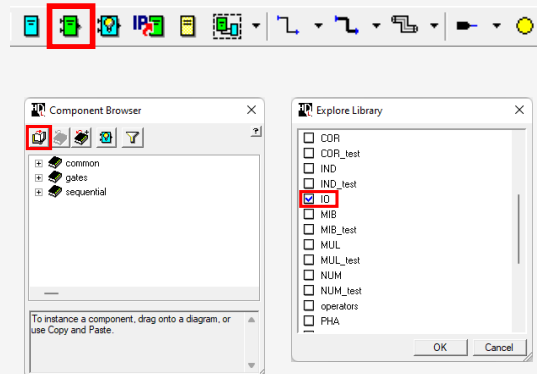 IP
Component Browser
common
gates
sequential
To instance a component, drag onto a diagram, or
use Copy and Paste.
Explore Library
COR
COR_test
IND
IND_test
IO
MIB
MIB_test
MUL
MUL_test
NUM
NUM_test
operators
PHA
OK Cancel